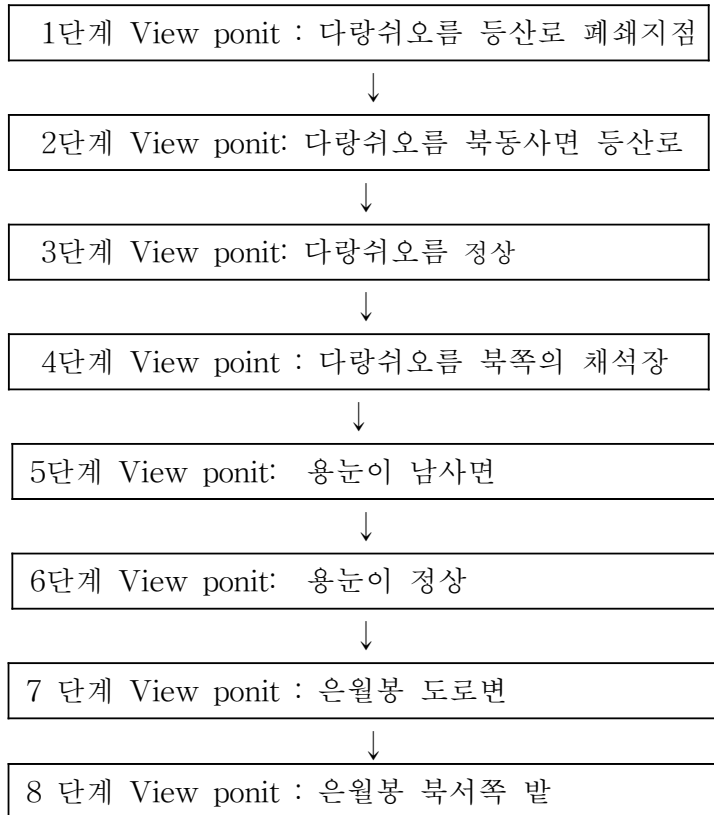 1단계 View ponit : 다랑쉬오름 등산로 폐쇄지점
↓
2단계 View ponit: 다랑쉬오름 북동사면 등산로
↓
3단계 View ponit: 다랑쉬오름 정상
↓
4단계 View point : 다랑쉬오름 북쪽의 채석장
↓
5단계 View ponit: 용눈이 남사면
↓
6단계 View ponit: 용눈이 정상
↓
7 단계 View ponit : 은월봉 도로변
↓
8 단계 View ponit : 은월봉 북서쪽 밭